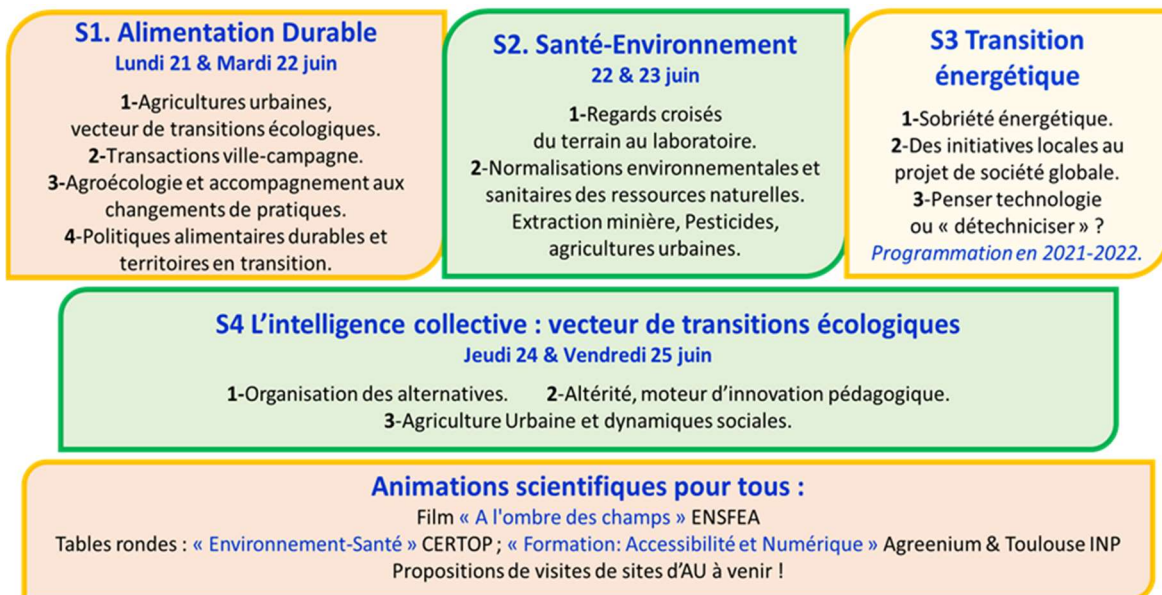 S1. Alimentation Durable
Lundi 21 & Mardi 22 juin
1-Agricultures urbaines,
vecteur de transitions écologiques.
2-Transactions ville-campagne.
3-Agroécologie et accompagnement aux
changements de pratiques.
4-Politiques alimentaires durables et
territoires en transition.
S2. Santé-Environnement
22 & 23 juin
1-Regards croisés
du terrain au laboratoire.
2-Normalisations environnementales et
sanitaires des ressources naturelles.
Extraction minière, Pesticides,
agricultures urbaines.
S3 Transition
énergétique
1-Sobriété énergétique.
2-Des initiatives locales au
projet de société globale.
3-Penser technologie
ou « détechniciser » ?
Programmation en 2021-2022.
S4 L'intelligence collective : vecteur de transitions écologiques
Jeudi 24 & Vendredi 25 juin
1-Organisation des alternatives. 2-Altérité, moteur d'innovation pédagogique.
3-Agriculture Urbaine et dynamiques sociales.
Animations scientifiques pour tous :
Film « A l'ombre des champs » ENSFEA
Tables rondes : « Environnement-Santé » CERTOP ; « Formation: Accessibilité et Numérique » Agreenium & Toulouse INP
Propositions de visites de sites d'AU à venir !